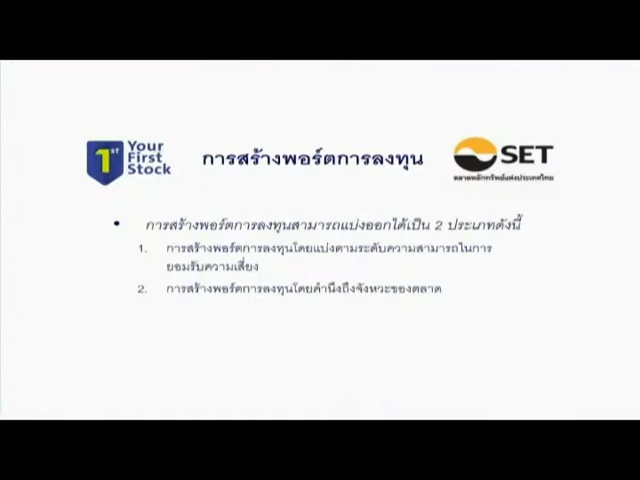 1ST
Your
First
Stock
การสร้างพอร์ตการลงทุน
SET
ตลาดหลักทรัพย์แห่งประเทศไทย
• การสร้างพอร์ตการลงทุนสามารถแบ่งออกได้เป็น 2 ประเภทดังนี้
1. การสร้างพอร์ตการลงทุนโดยแบ่งตามระดับความสามารถในการ
ยอมรับความเสี่ยง
2. การสร้างพอร์ตการลงทุนโดยคำนึงถึงจังหวะของตลาด